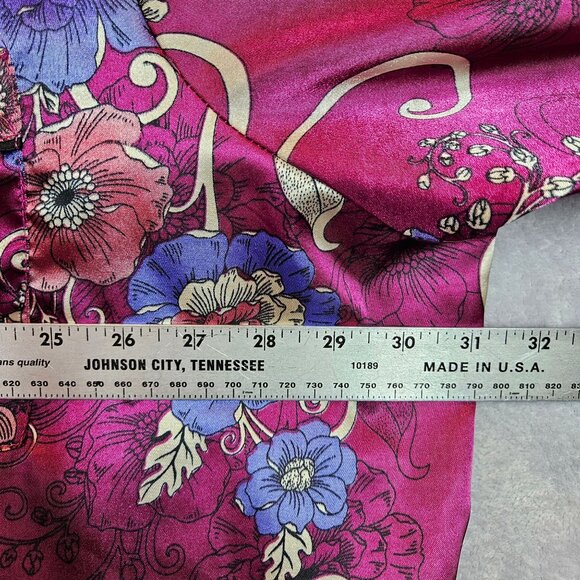 25 26 27 28 29 30 31 32
ans quality JOHNSON CITY, TENNESSEE 10189 MADE IN U.S.A.
620 630 640 650 660 670 680 690 700 710 720 730 740 750 760 770 780 790 800 810 820